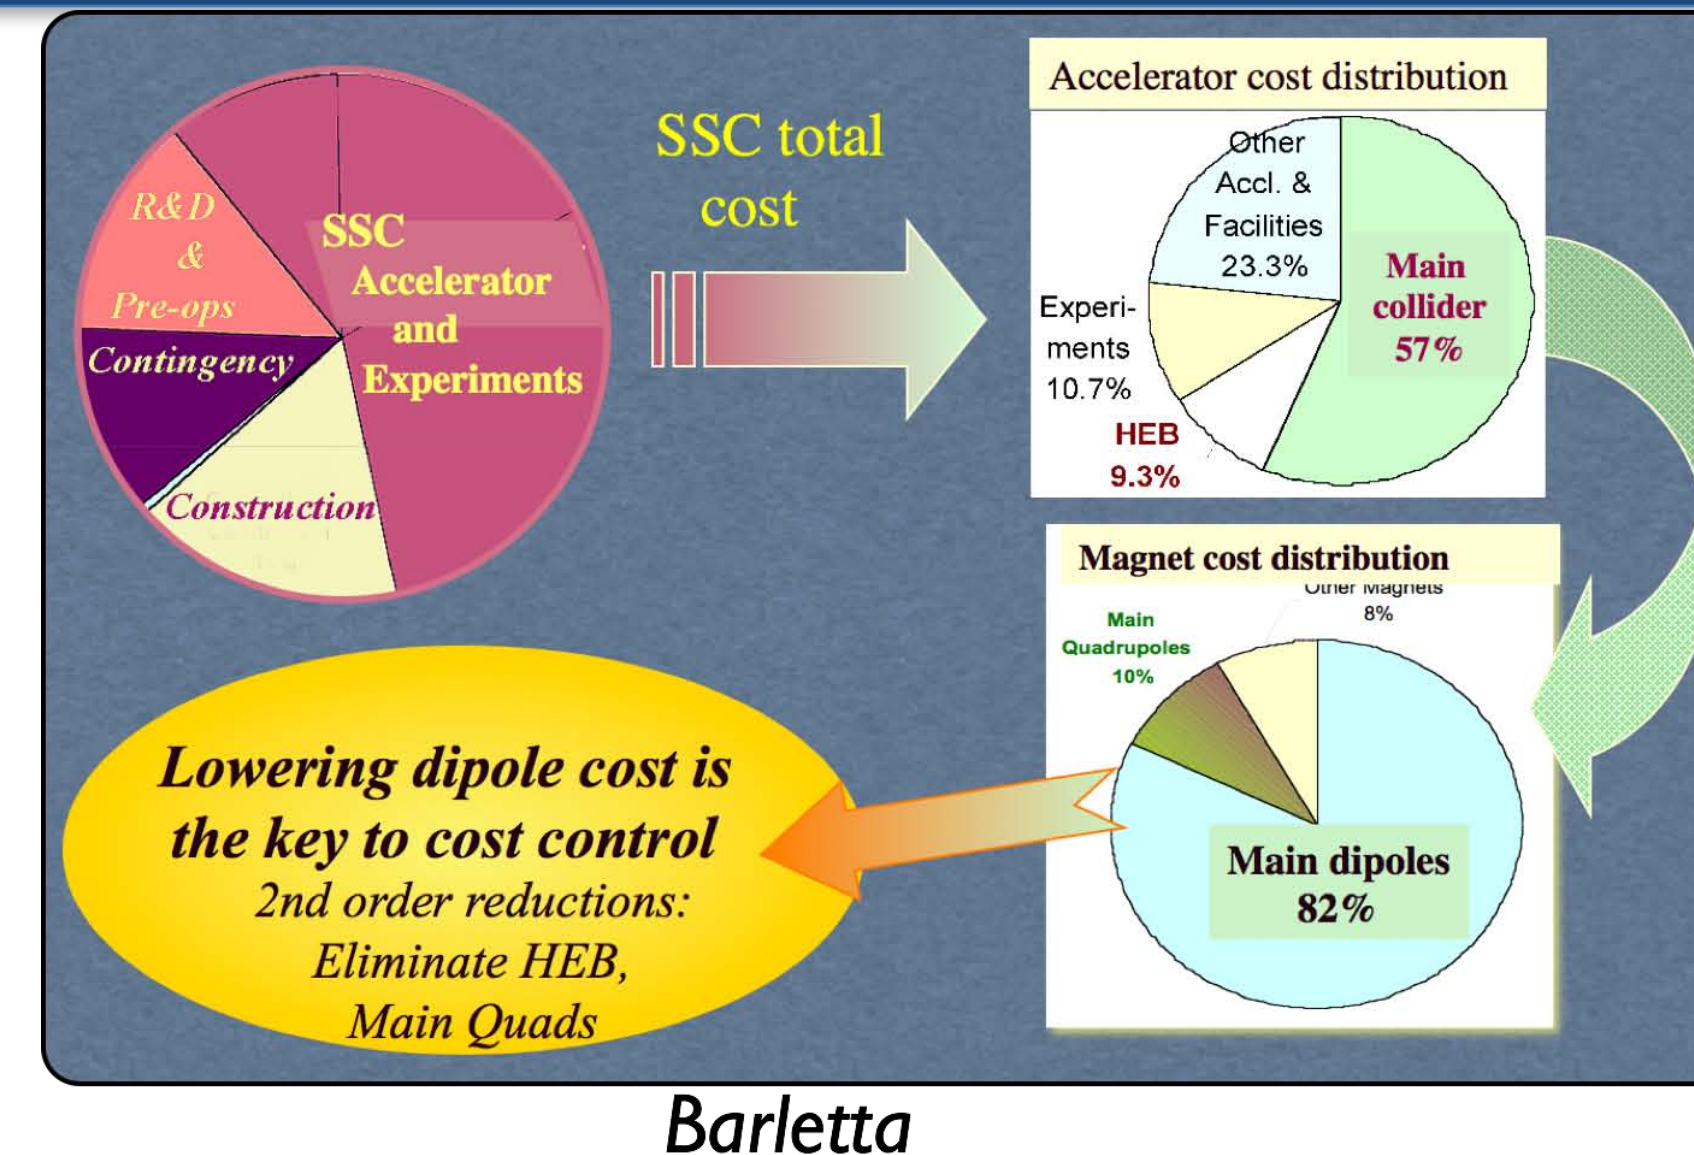 R&D
&
Pre-ops
Contingency
Construction
SSC
Accelerator
and
Experiments
SSC total
cost
Accelerator cost distribution
Other
Accl. &
Facilities
23.3%
Main
collider
57%
Experi-
ments
10.7%
HEB
9.3%
Magnet cost distribution
Other Magnets
8%
Main
Quadrupoles
10%
Main dipoles
82%
Lowering dipole cost is
the key to cost control
2nd order reductions:
Eliminate HEB,
Main Quads
Barletta